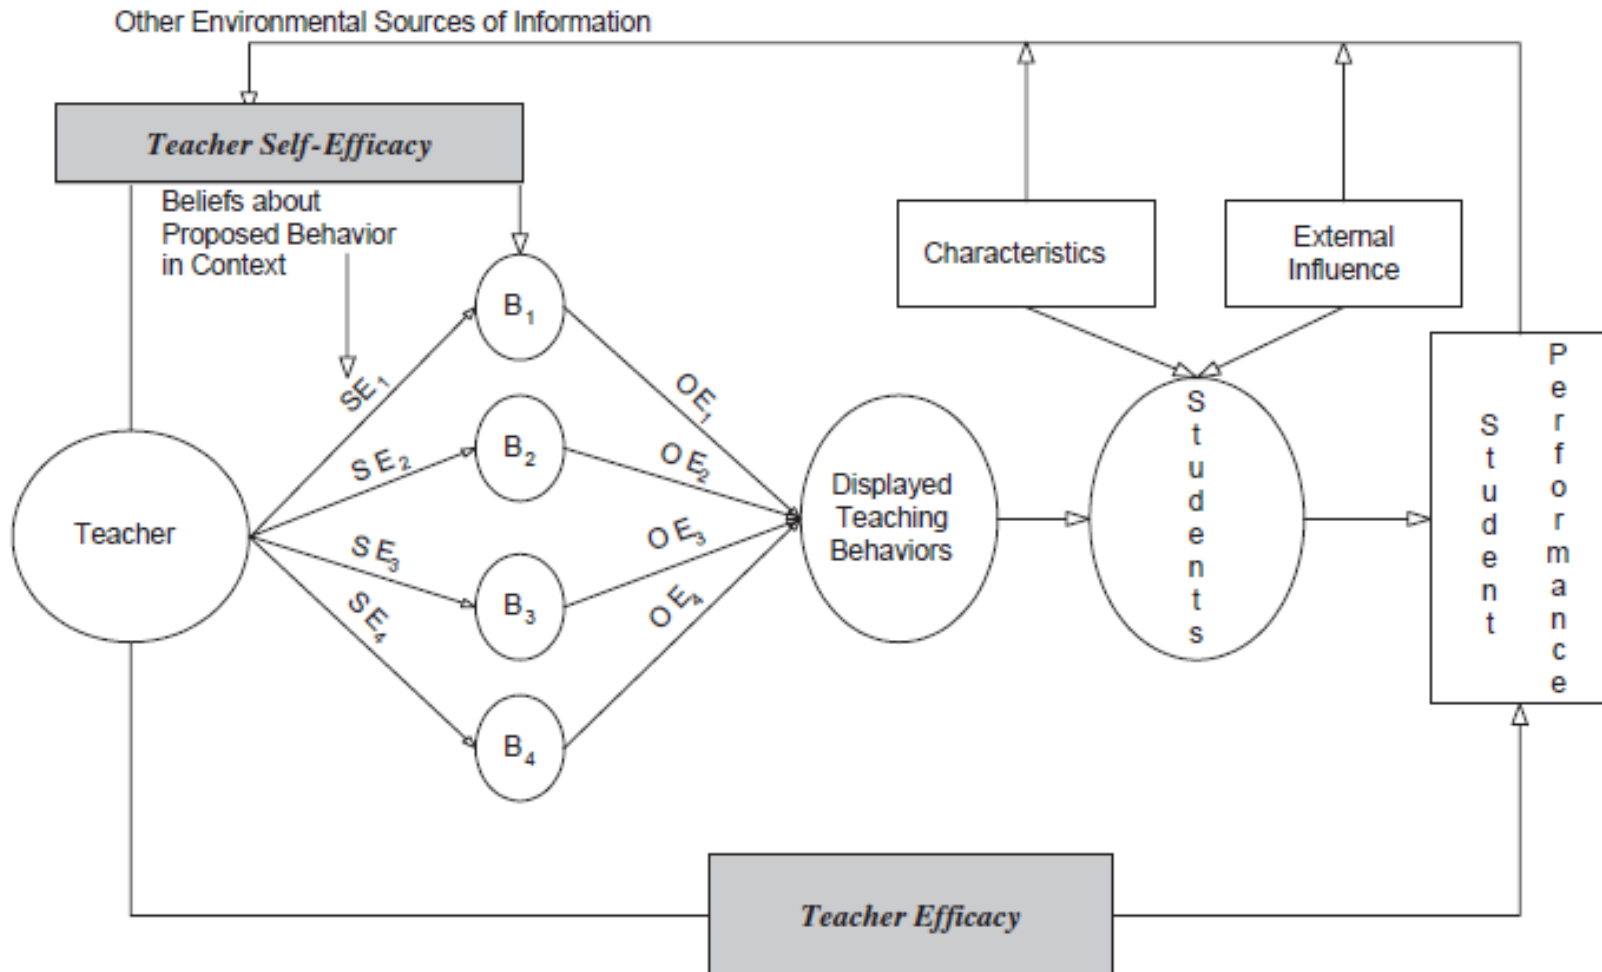 Other Environmental Sources of Information
Teacher Self-Efficacy
Beliefs about
Proposed Behavior
in Context
Characteristics
External
Influence
B₁
SE₁
OE₁
B₂
SE₂
OE₂
Teacher
Displayed
Teaching
Behaviors
Students
Student
Performance
SE₃
OE₃
B₃
SE₄
OE₄
B₄
Teacher Efficacy